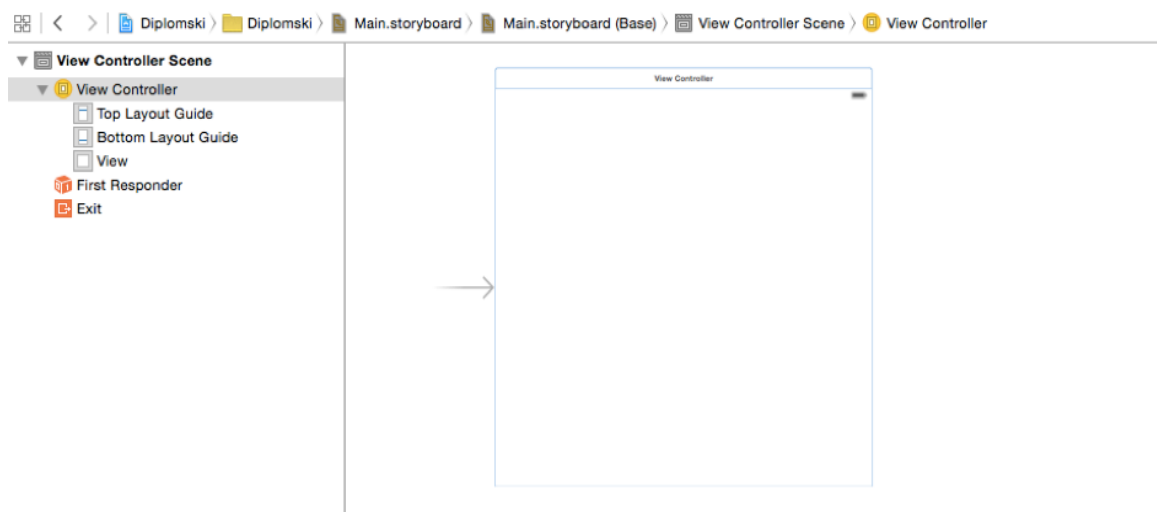 Diplomski Diplomski Main.storyboard Main.storyboard (Base) View Controller Scene View Controller
View Controller Scene
View Controller
Top Layout Guide
Bottom Layout Guide
View
First Responder
Exit
View Controller